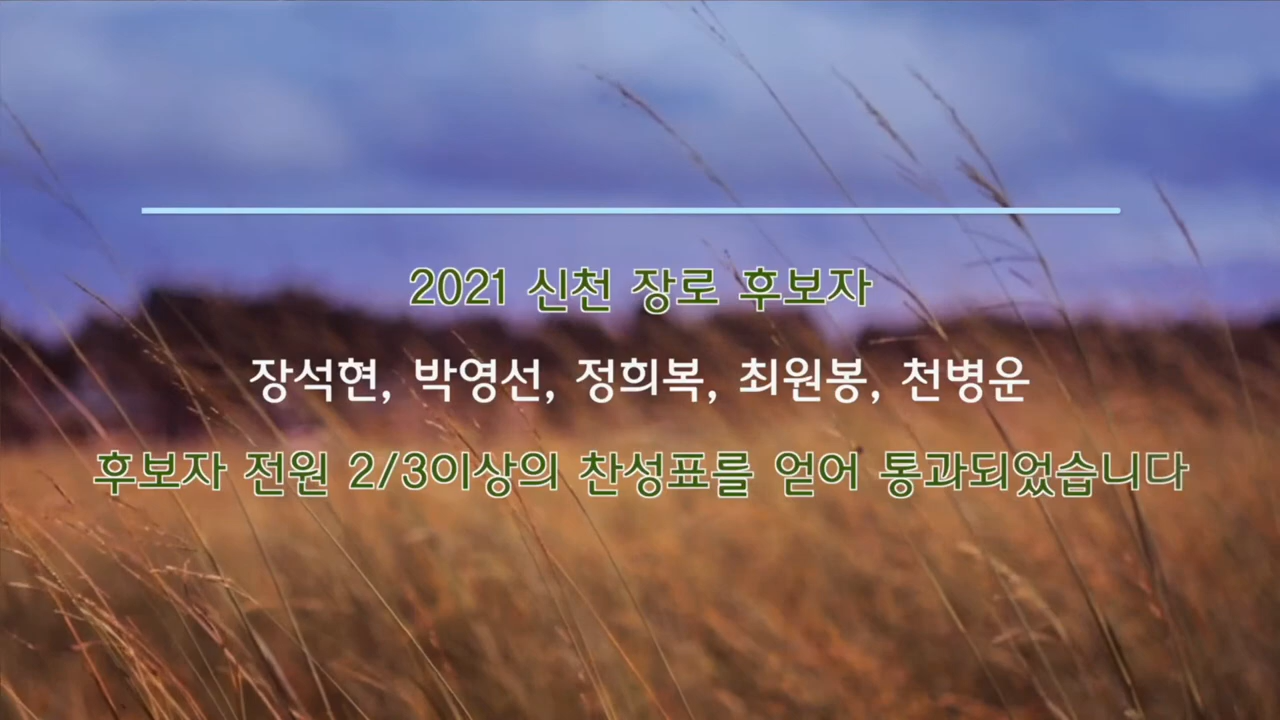 2021 신천 장로 후보자
장석현, 박영선, 정희복, 최원봉, 천병운
후보자 전원 2/3이상의 찬성표를 얻어 통과되었습니다